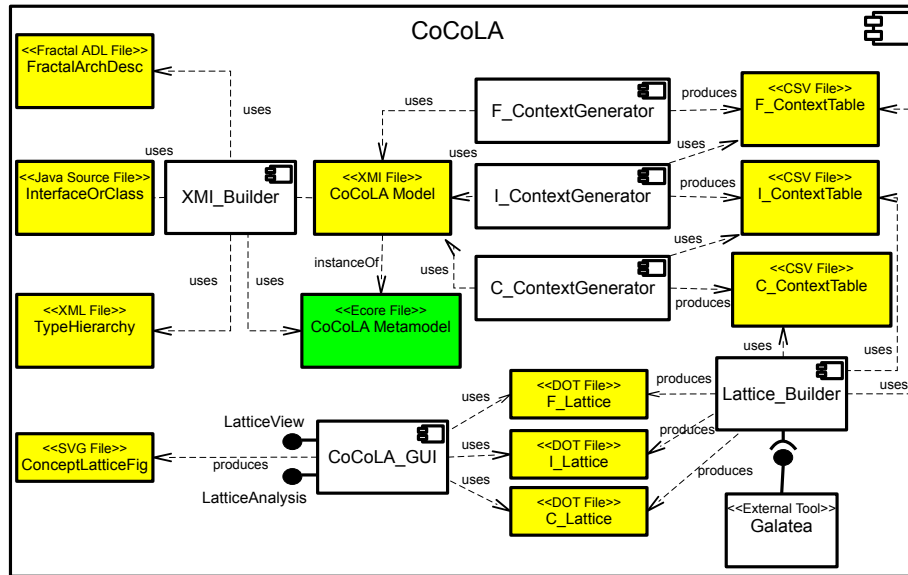 CoCoLA
<<Fractal ADL File>>
FractalArchDesc
uses
uses
<<Java Source File>>
InterfaceOrClass
XMI_Builder
uses
uses
<<XML File>>
TypeHierarchy
<<XMI File>>
CoCoLA Model
instanceOf
<<Ecore File>>
CoCoLA Metamodel
uses
F_ContextGenerator
produces
<<CSV File>>
F_ContextTable
uses
uses
I_ContextGenerator
produces
<<CSV File>>
I_ContextTable
uses
uses
C_ContextGenerator
produces
<<CSV File>>
C_ContextTable
uses
uses
uses
Lattice_Builder
produces
produces
produces
<<DOT File>>
F_Lattice
<<DOT File>>
I_Lattice
<<DOT File>>
C_Lattice
uses
uses
uses
LatticeView
CoCoLA_GUI
LatticeAnalysis
produces
<<SVG File>>
ConceptLatticeFig
<<External Tool>>
Galatea